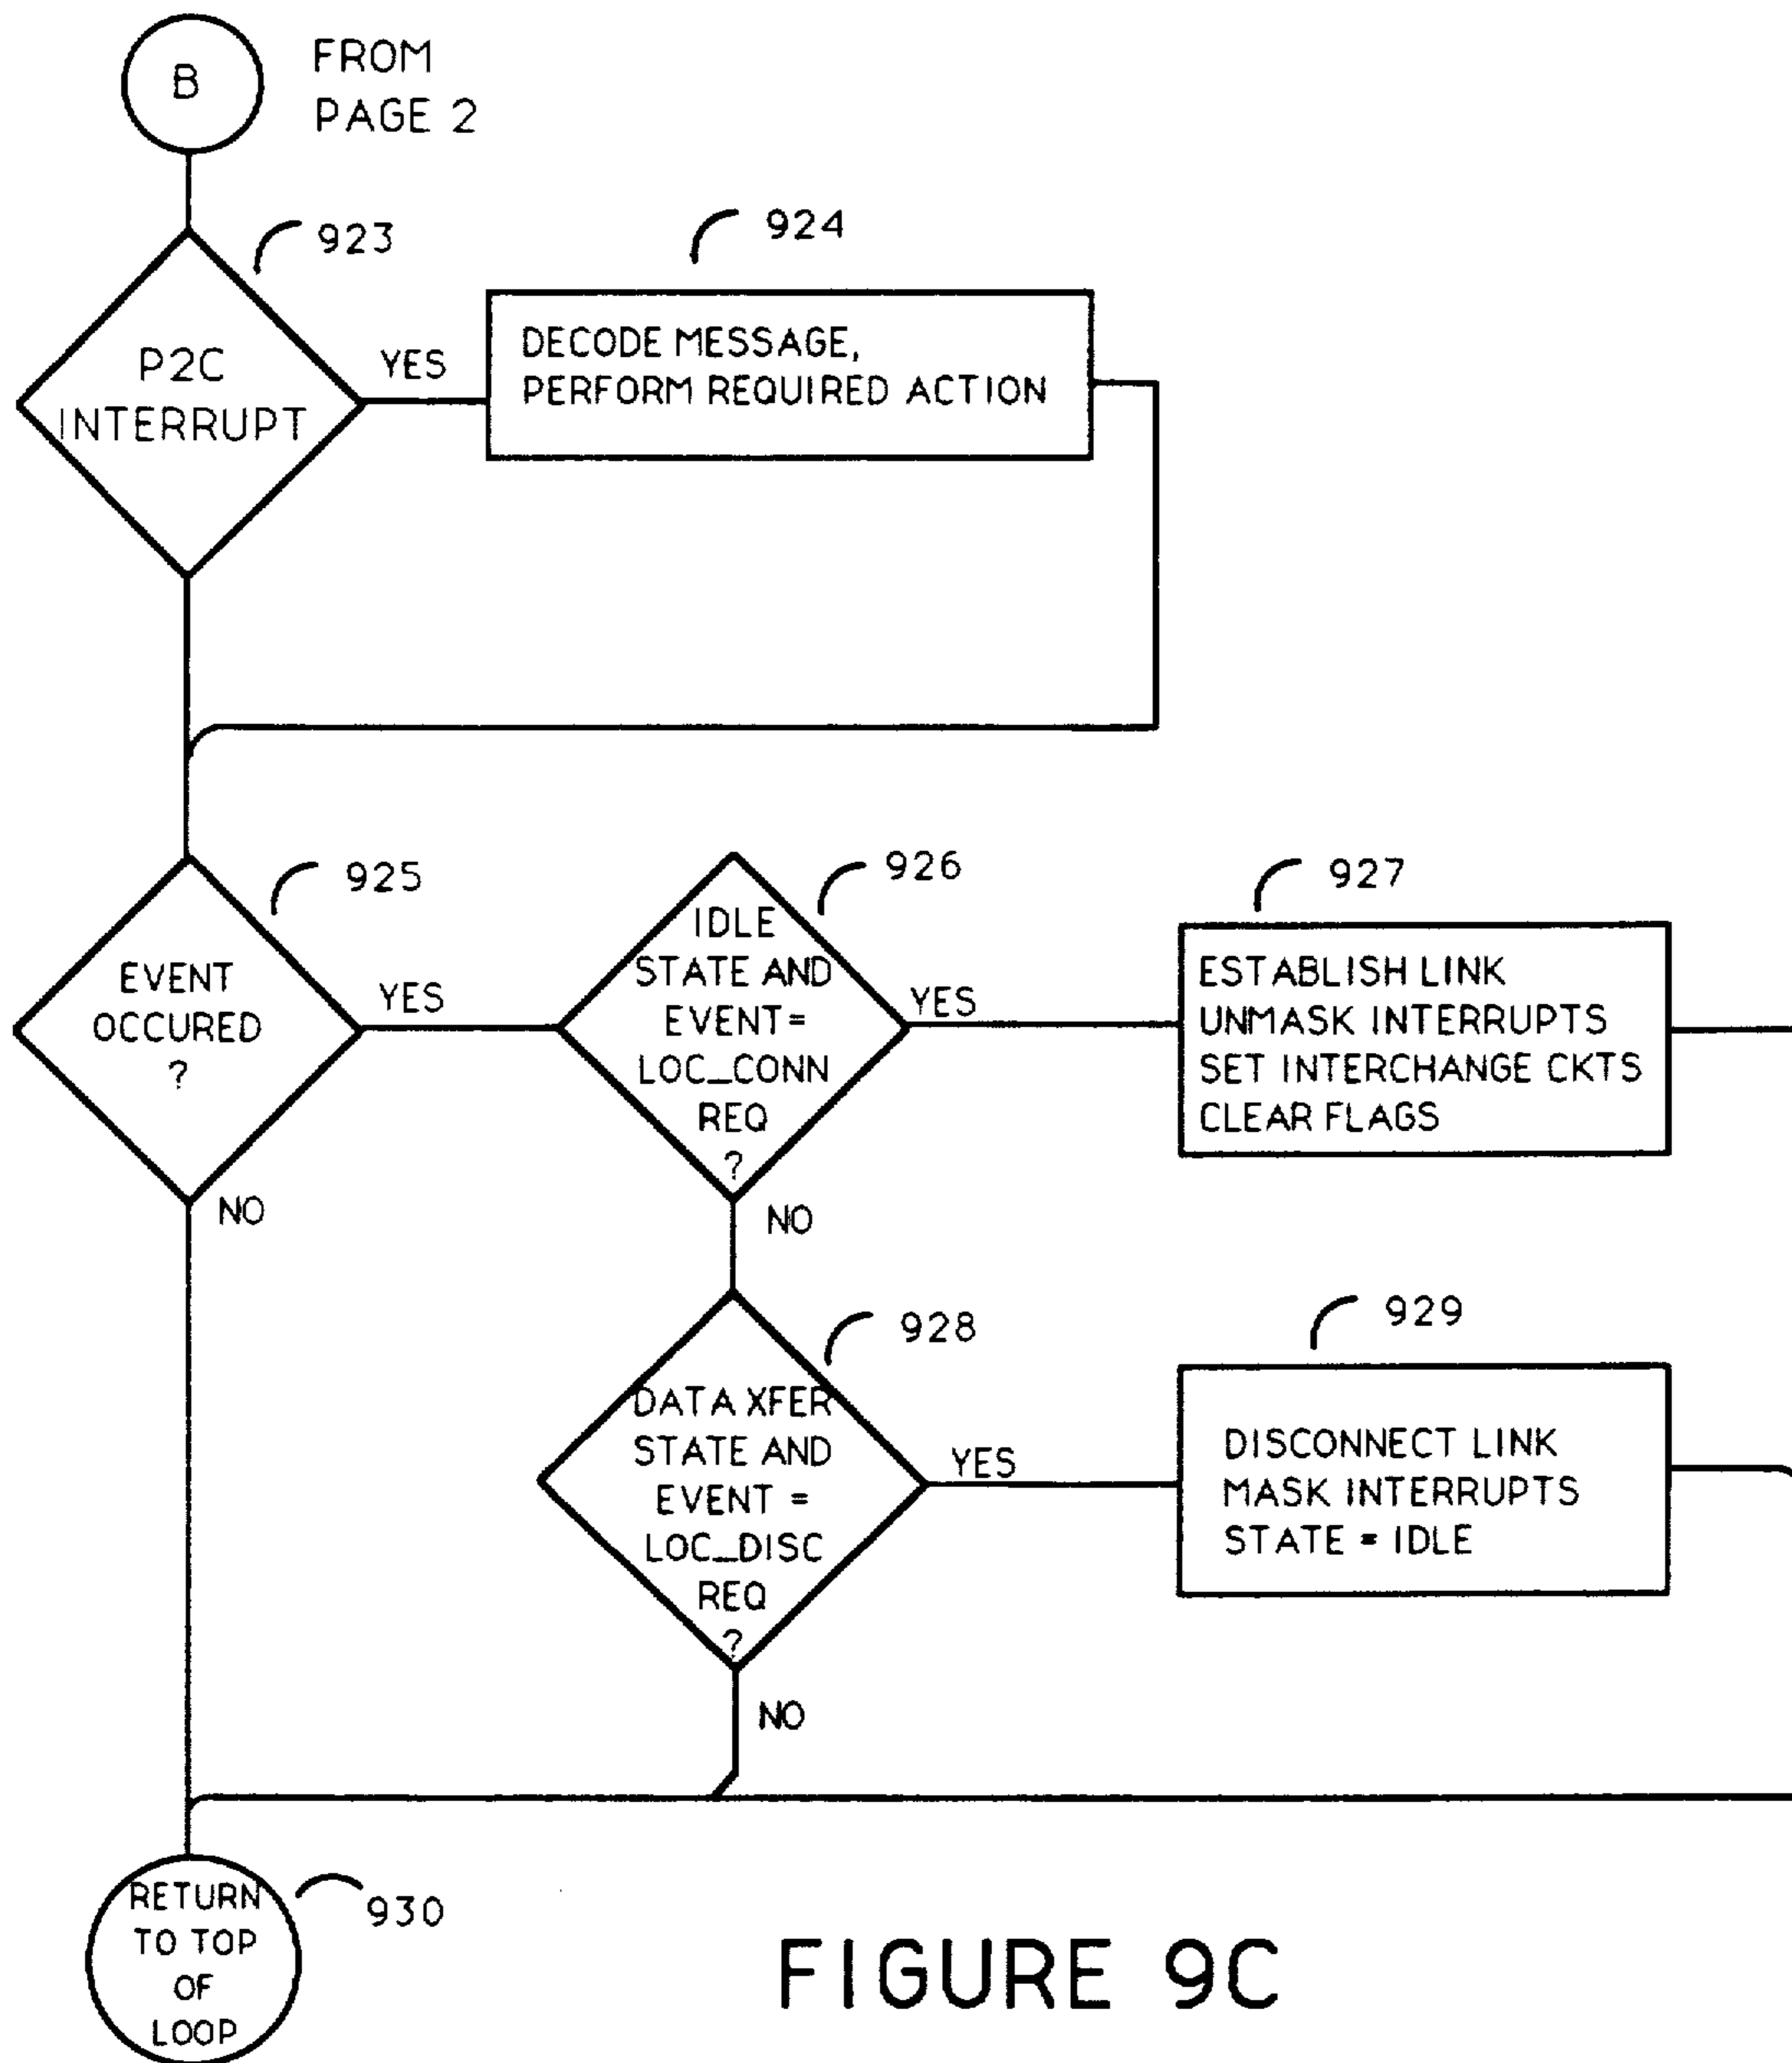 B
FROM
PAGE 2
923
P2C
INTERRUPT
YES
924
DECODE MESSAGE,
PERFORM REQUIRED ACTION
925
EVENT
OCCURED
?
YES
NO
926
IDLE
STATE AND
EVENT=
LOC_CONN
REQ
?
YES
NO
927
ESTABLISH LINK
UNMASK INTERRUPTS
SET INTERCHANGE CKTS
CLEAR FLAGS
928
DATA XFER
STATE AND
EVENT =
LOC_DISC
REQ
?
YES
NO
929
DISCONNECT LINK
MASK INTERRUPTS
STATE = IDLE
RETURN
TO TOP
OF
LOOP
930
FIGURE 9C